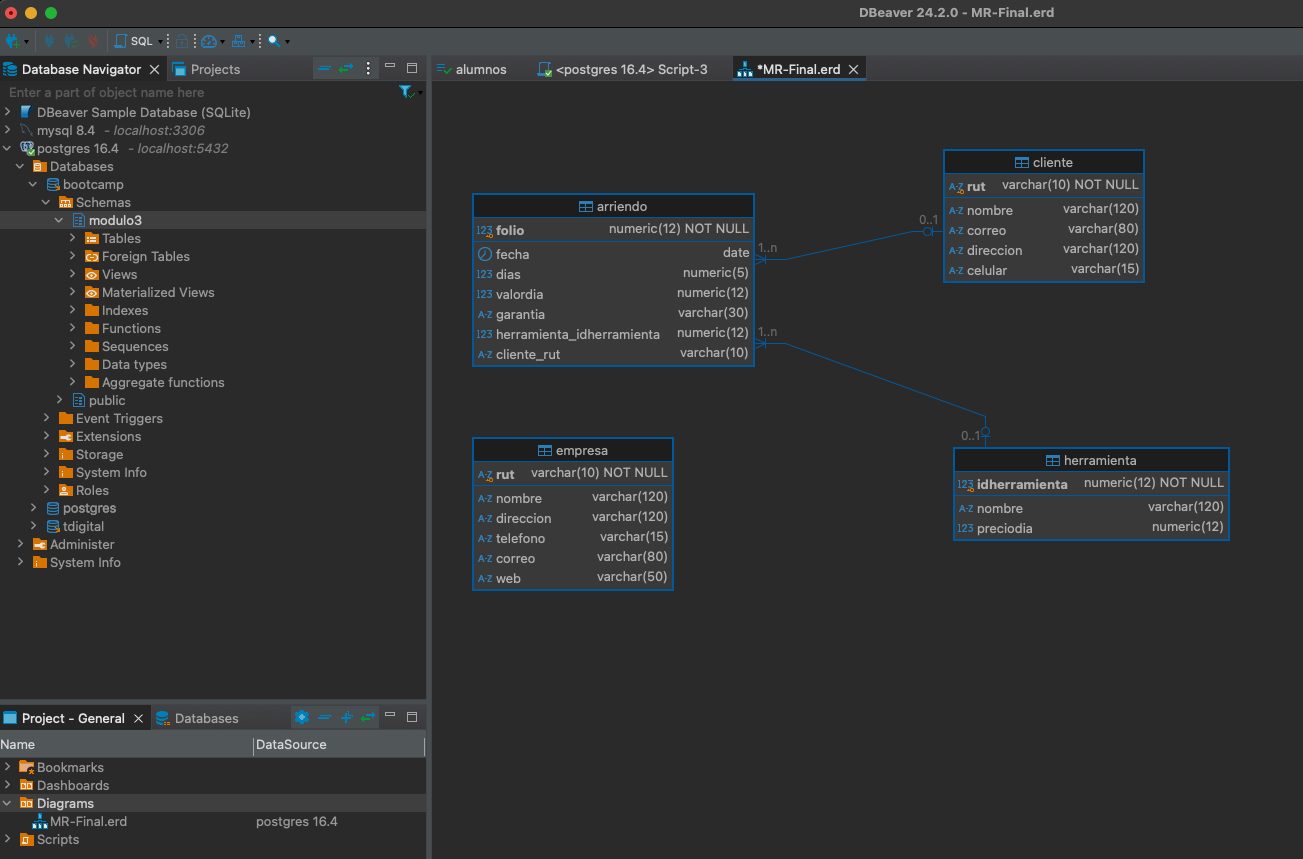 DBeaver 24.2.0 - MR-Final.erd
SQL
Database Navigator
Projects
Enter a part of object name here
DBeaver Sample Database (SQLite)
mysql 8.4 - localhost:3306
postgres 16.4 - localhost:5432
Databases
bootcamp
Schemas
modulo3
Tables
Foreign Tables
Views
Materialized Views
Indexes
Functions
Sequences
Data types
Aggregate functions
public
Event Triggers
Extensions
Storage
System Info
Roles
postgres
tdigital
Administer
System Info
Project - General
Databases
Name DataSource
Bookmarks
Dashboards
Diagrams
MR-Final.erd postgres 16.4
Scripts
alumnos
<postgres 16.4> Script-3
*MR-Final.erd
cliente
A-Z rut varchar(10) NOT NULL
A-Z nombre varchar(120)
A-Z correo varchar(80)
A-Z direccion varchar(120)
A-Z celular varchar(15)
arriendo
123 folio numeric(12) NOT NULL
fecha date
123 dias numeric(5)
123 valordia numeric(12)
A-Z garantia varchar(30)
123 herramienta_idherramienta numeric(12)
A-Z cliente_rut varchar(10)
0..1
1..n
1..n
0..1
empresa
A-Z rut varchar(10) NOT NULL
A-Z nombre varchar(120)
A-Z direccion varchar(120)
A-Z telefono varchar(15)
A-Z correo varchar(80)
A-Z web varchar(50)
herramienta
123 idherramienta numeric(12) NOT NULL
A-Z nombre varchar(120)
123 preciodia numeric(12)